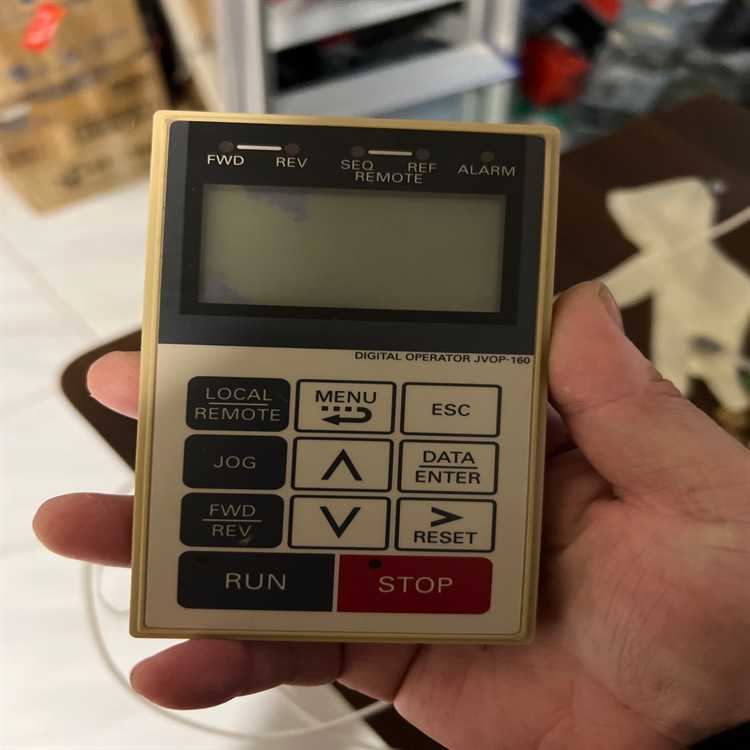 FWD REV SEQ REF ALARM
REMOTE
DIGITAL OPERATOR JVOP-160
LOCAL
REMOTE
MENU
ESC
JOG
DATA
ENTER
FWD
REV
>
RESET
RUN
STOP